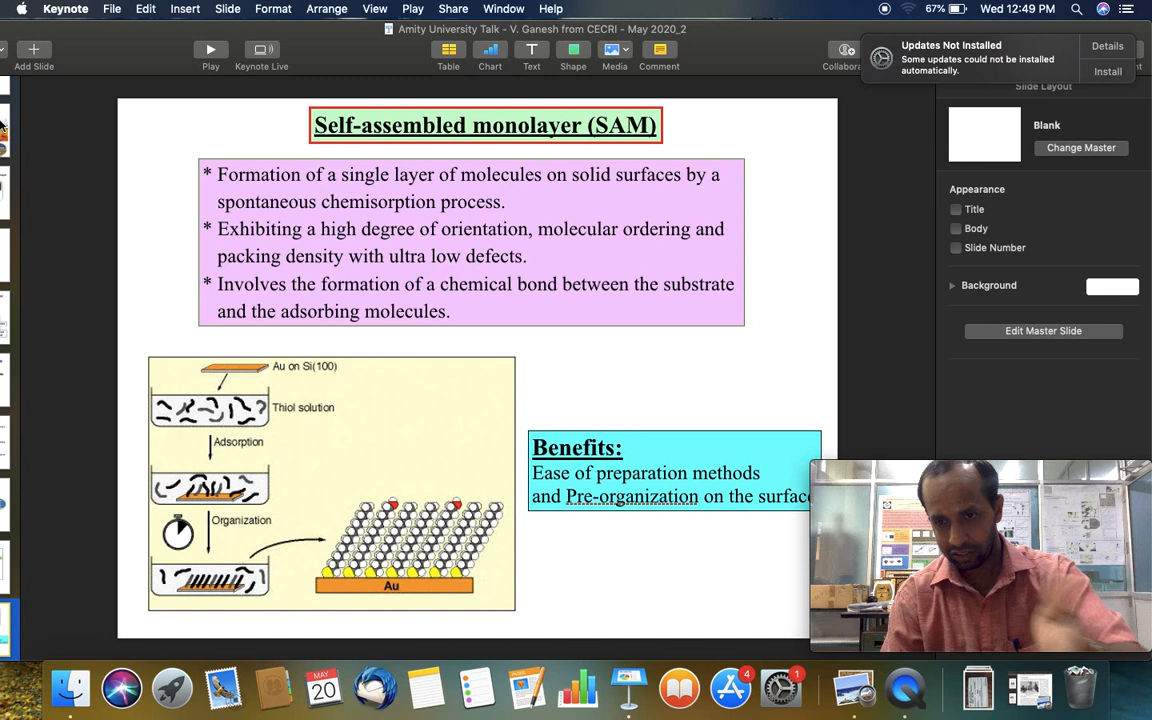 Keynote File Edit Insert Slide Format Arrange View Play Share Window Help
67% Wed 12:49 PM
Amity University Talk - V. Ganesh from CECRI - May 2020_2
Add Slide
Play
Keynote Live
Table
Chart
Text
Shape
Media
Comment
Collabora
Updates Not Installed
Some updates could not be installed
automatically.
Details
Install
Slide Layout
Blank
Change Master
Appearance
Title
Body
Slide Number
Background
Edit Master Slide
Self-assembled monolayer (SAM)
* Formation of a single layer of molecules on solid surfaces by a
spontaneous chemisorption process.
* Exhibiting a high degree of orientation, molecular ordering and
packing density with ultra low defects.
* Involves the formation of a chemical bond between the substrate
and the adsorbing molecules.
Au on Si(100)
Thiol solution
Adsorption
Organization
Au
Benefits:
Ease of preparation methods
and Pre-organization on the surfac
MAY
20
4
1